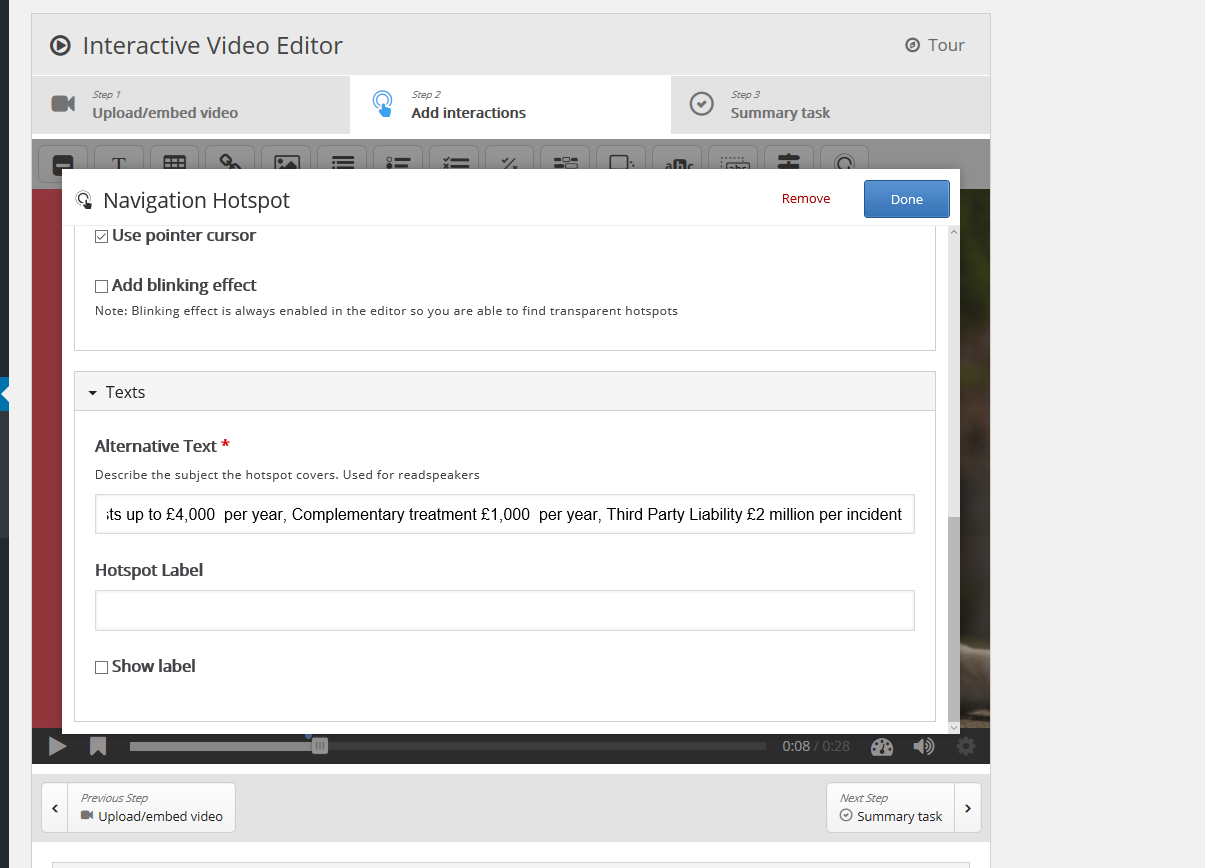 Interactive Video Editor
Tour
Step 1
Upload/embed video
Step 2
Add interactions
Step 3
Summary task
T
abc
abc
Navigation Hotspot
Remove
Done
Use pointer cursor
Add blinking effect
Note: Blinking effect is always enabled in the editor so you are able to find transparent hotspots
Texts
Alternative Text *
Describe the subject the hotspot covers. Used for readspeakers
up to £4,000 per year, Complementary treatment £1,000 per year, Third Party Liability £2 million per incident
Hotspot Label
Show label
0:08 / 0:28
Previous Step
Upload/embed video
Next Step
Summary task